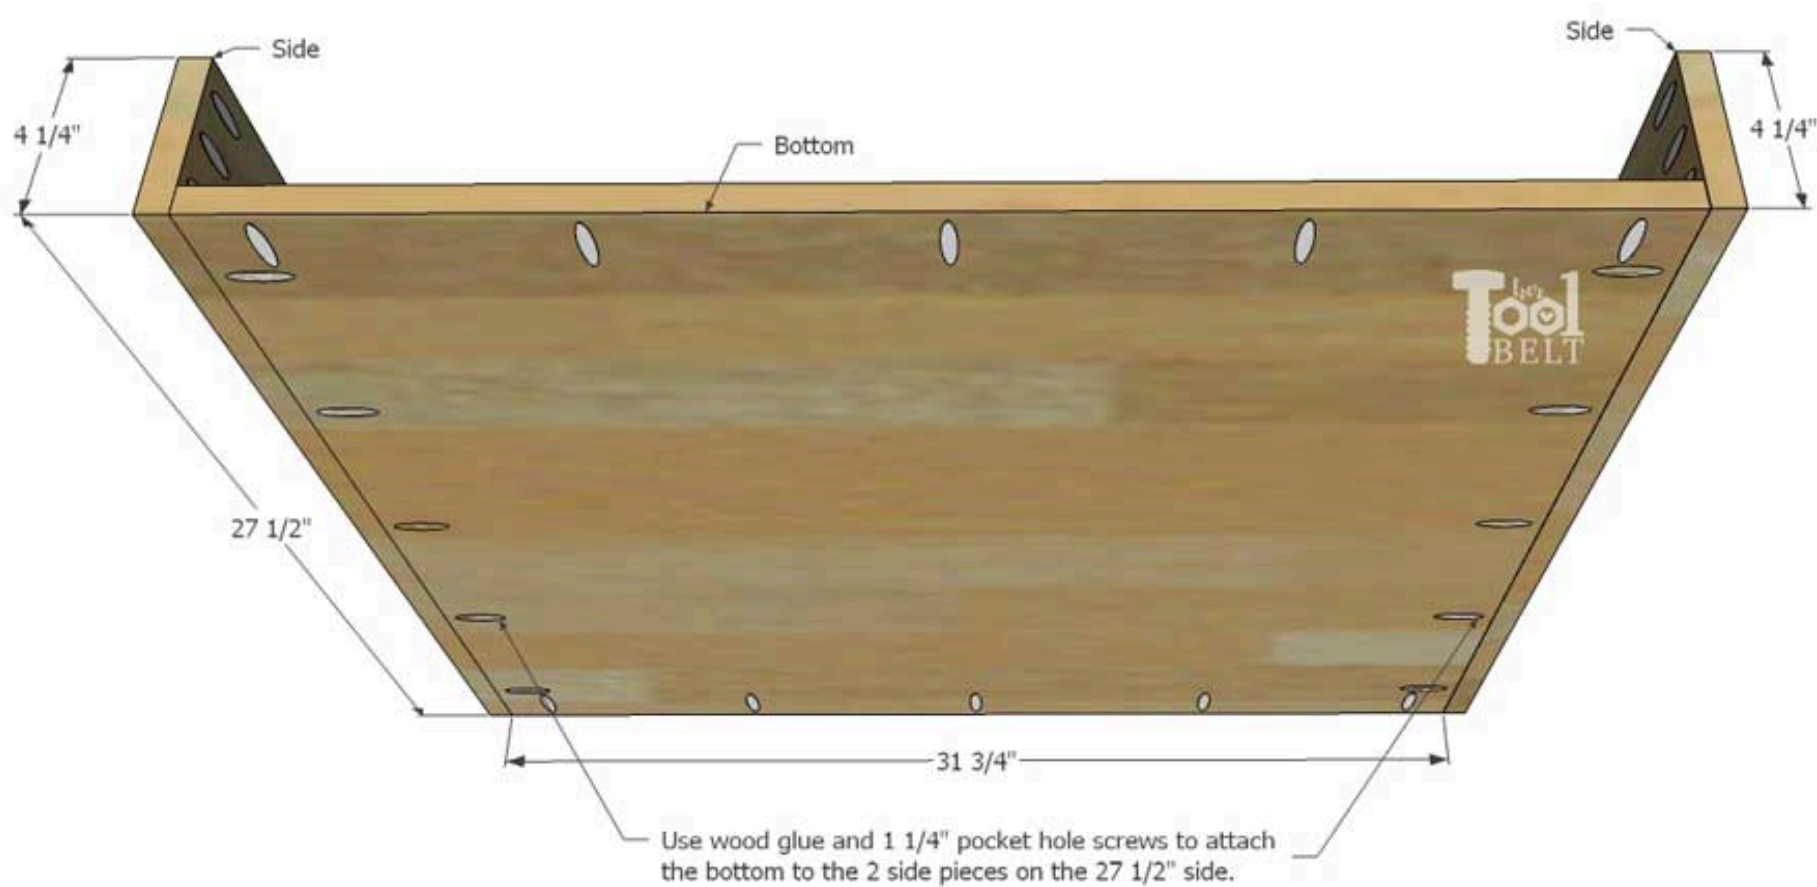 Side
Side
4 1/4"
4 1/4"
Bottom
her
Tool
BELT
27 1/2"
31 3/4"
Use wood glue and 1 1/4" pocket hole screws to attach
the bottom to the 2 side pieces on the 27 1/2" side.